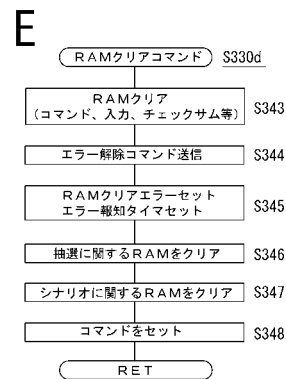 E
RAMクリアコマンド S330d
RAMクリア
(コマンド、入力、チェックサム等) S343
エラー解除コマンド送信 S344
RAMクリアエラーセット
エラー報知タイマセット S345
抽選に関するRAMをクリア S346
シナリオに関するRAMをクリア S347
コマンドをセット S348
RET